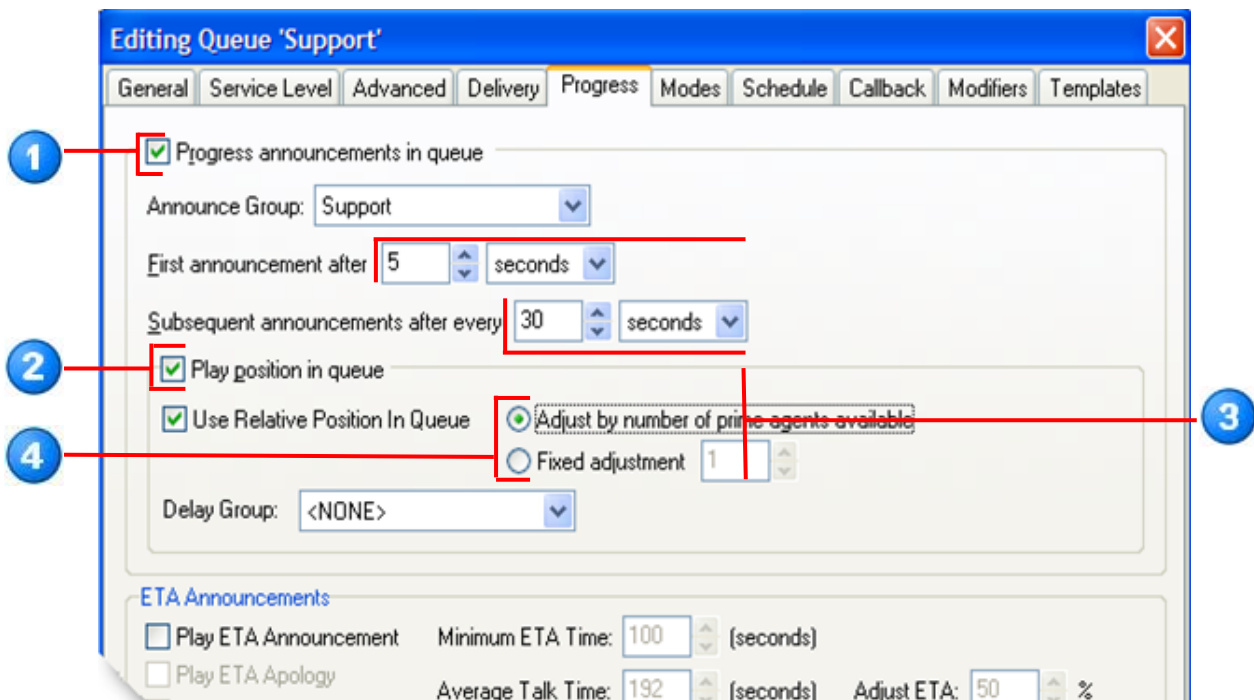 Editing Queue 'Support'
General Service Level Advanced Delivery Progress Modes Schedule Callback Modifiers Templates
1
Progress announcements in queue
Announce Group: Support
First announcement after 5 seconds
Subsequent announcements after every 30 seconds
2
Play position in queue
Use Relative Position In Queue Adjust by number of prime agents available
3
4
Fixed adjustment 1
Delay Group: <NONE>
ETA Announcements
Play ETA Announcement Minimum ETA Time: 100 (seconds)
Play ETA Apology
Average Talk Time: 192 (seconds) Adjust ETA: 50 %